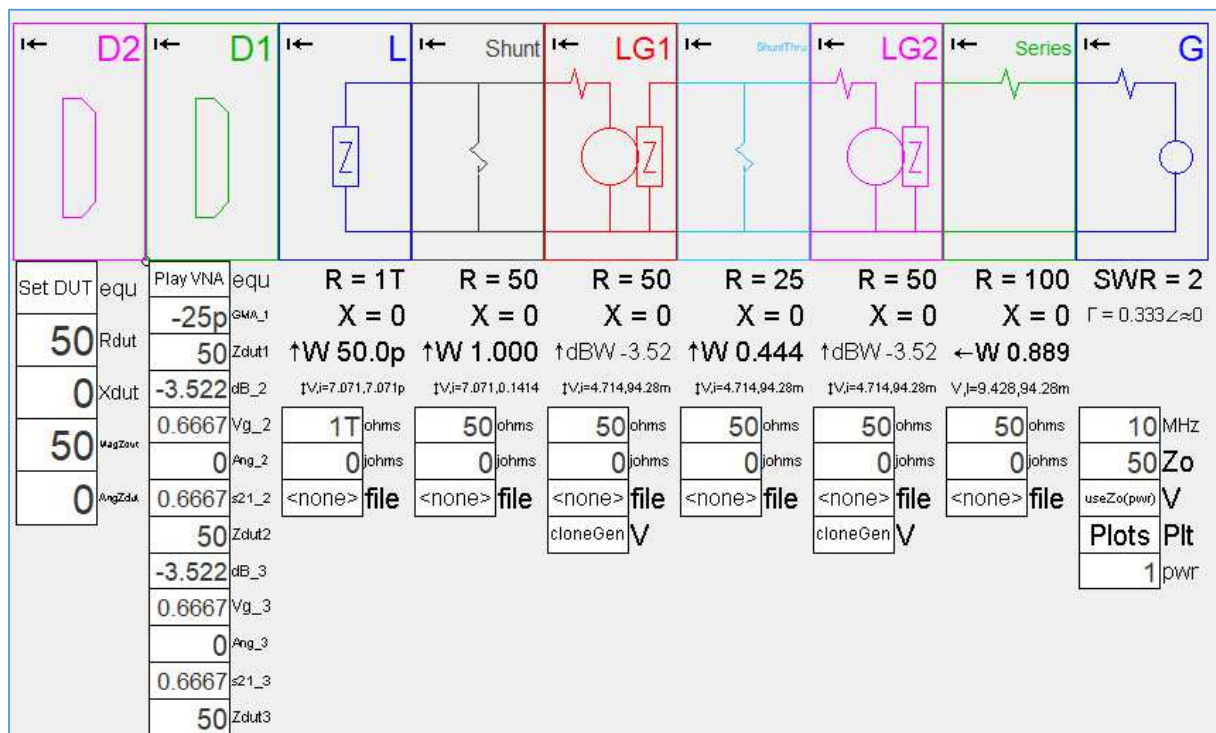 D2 D1 L Shunt LG1 ShuntThru LG2 Series G
Z Z Z
Set DUT equ Play VNA equ R = 1T R = 50 R = 50 R = 25 R = 50 R = 100 SWR = 2
50 Rdut -25p GMA_1 X = 0 X = 0 X = 0 X = 0 X = 0 X = 0 Γ = 0.333∠≈0
0 Xdut 50 Zdut1 ↑W 50.0p ↑W 1.000 ↑dBW -3.52 ↑W 0.444 ↑dBW -3.52 ←W 0.889
50 -3.522 dB_2 ↕V,i=7.071,7.071p ↕V,i=7.071,0.1414 ↕V,i=4.714,94.28m ↕V,i=4.714,94.28m ↕V,i=4.714,94.28m V,I=9.428,94.28m
0.6667 Vg_2 1T ohms 50 ohms 50 ohms 50 ohms 50 ohms 50 ohms 10 MHz
0 Ang_2 0 johms 0 johms 0 johms 0 johms 0 johms 0 johms 50 Zo
0 AngZdut 0.6667 s21_2 <none> file <none> file <none> file <none> file <none> file <none> file useZo(pwr) V
50 Zdut2 cloneGen V cloneGen V Plots Plt
-3.522 dB_3 1 pwr
0.6667 Vg_3
0 Ang_3
0.6667 s21_3
50 Zdut3